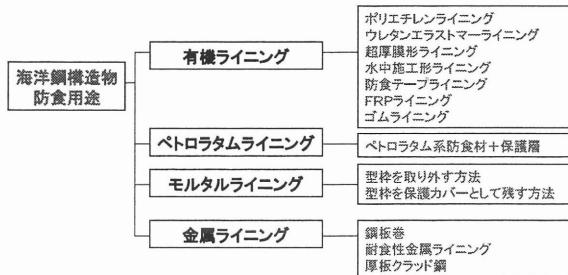 海洋鋼構造物
防食用途
有機ライニング
ポリエチレンライニング
ウレタンエラストマーライニング
超厚膜形ライニング
水中施工形ライニング
防食テープライニング
FRPライニング
ゴムライニング
ペトロラタムライニング
ペトロラタム系防食材+保護層
モルタルライニング
型枠を取り外す方法
型枠を保護カバーとして残す方法
金属ライニング
鋼板巻
耐食性金属ライニング
厚板クラッド鋼